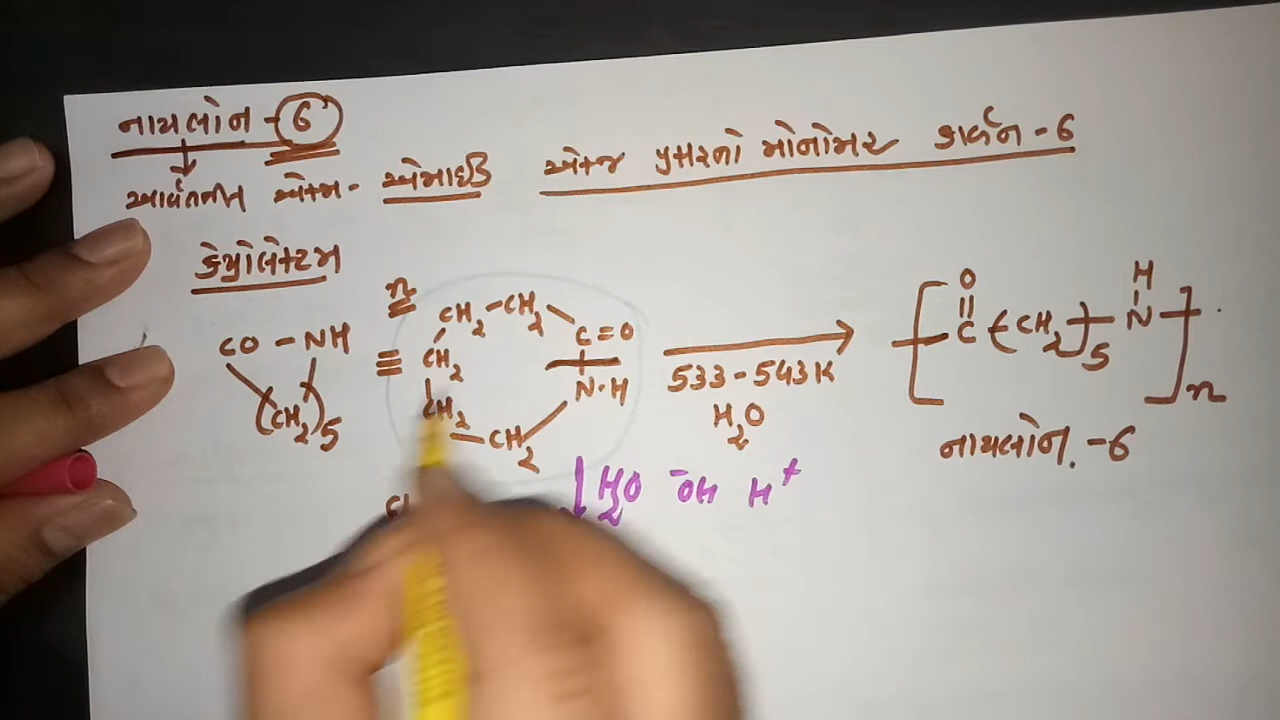 નાયલોન - 6
આવર્તનીય એકમ - એમાઇડ એકજ પ્રકારનો મોનોમર કાર્બન - 6
કેપ્રોલેક્ટમ
CO - NH
(CH2)5
≡
n
CH2 - CH2
CH2 C = O
CH2 N - H
- CH2
533 - 543K
H2O
[ - C - (CH2)5 - N - ]n
O
H
નાયલોન - 6
H2O ⁻OH H⁺